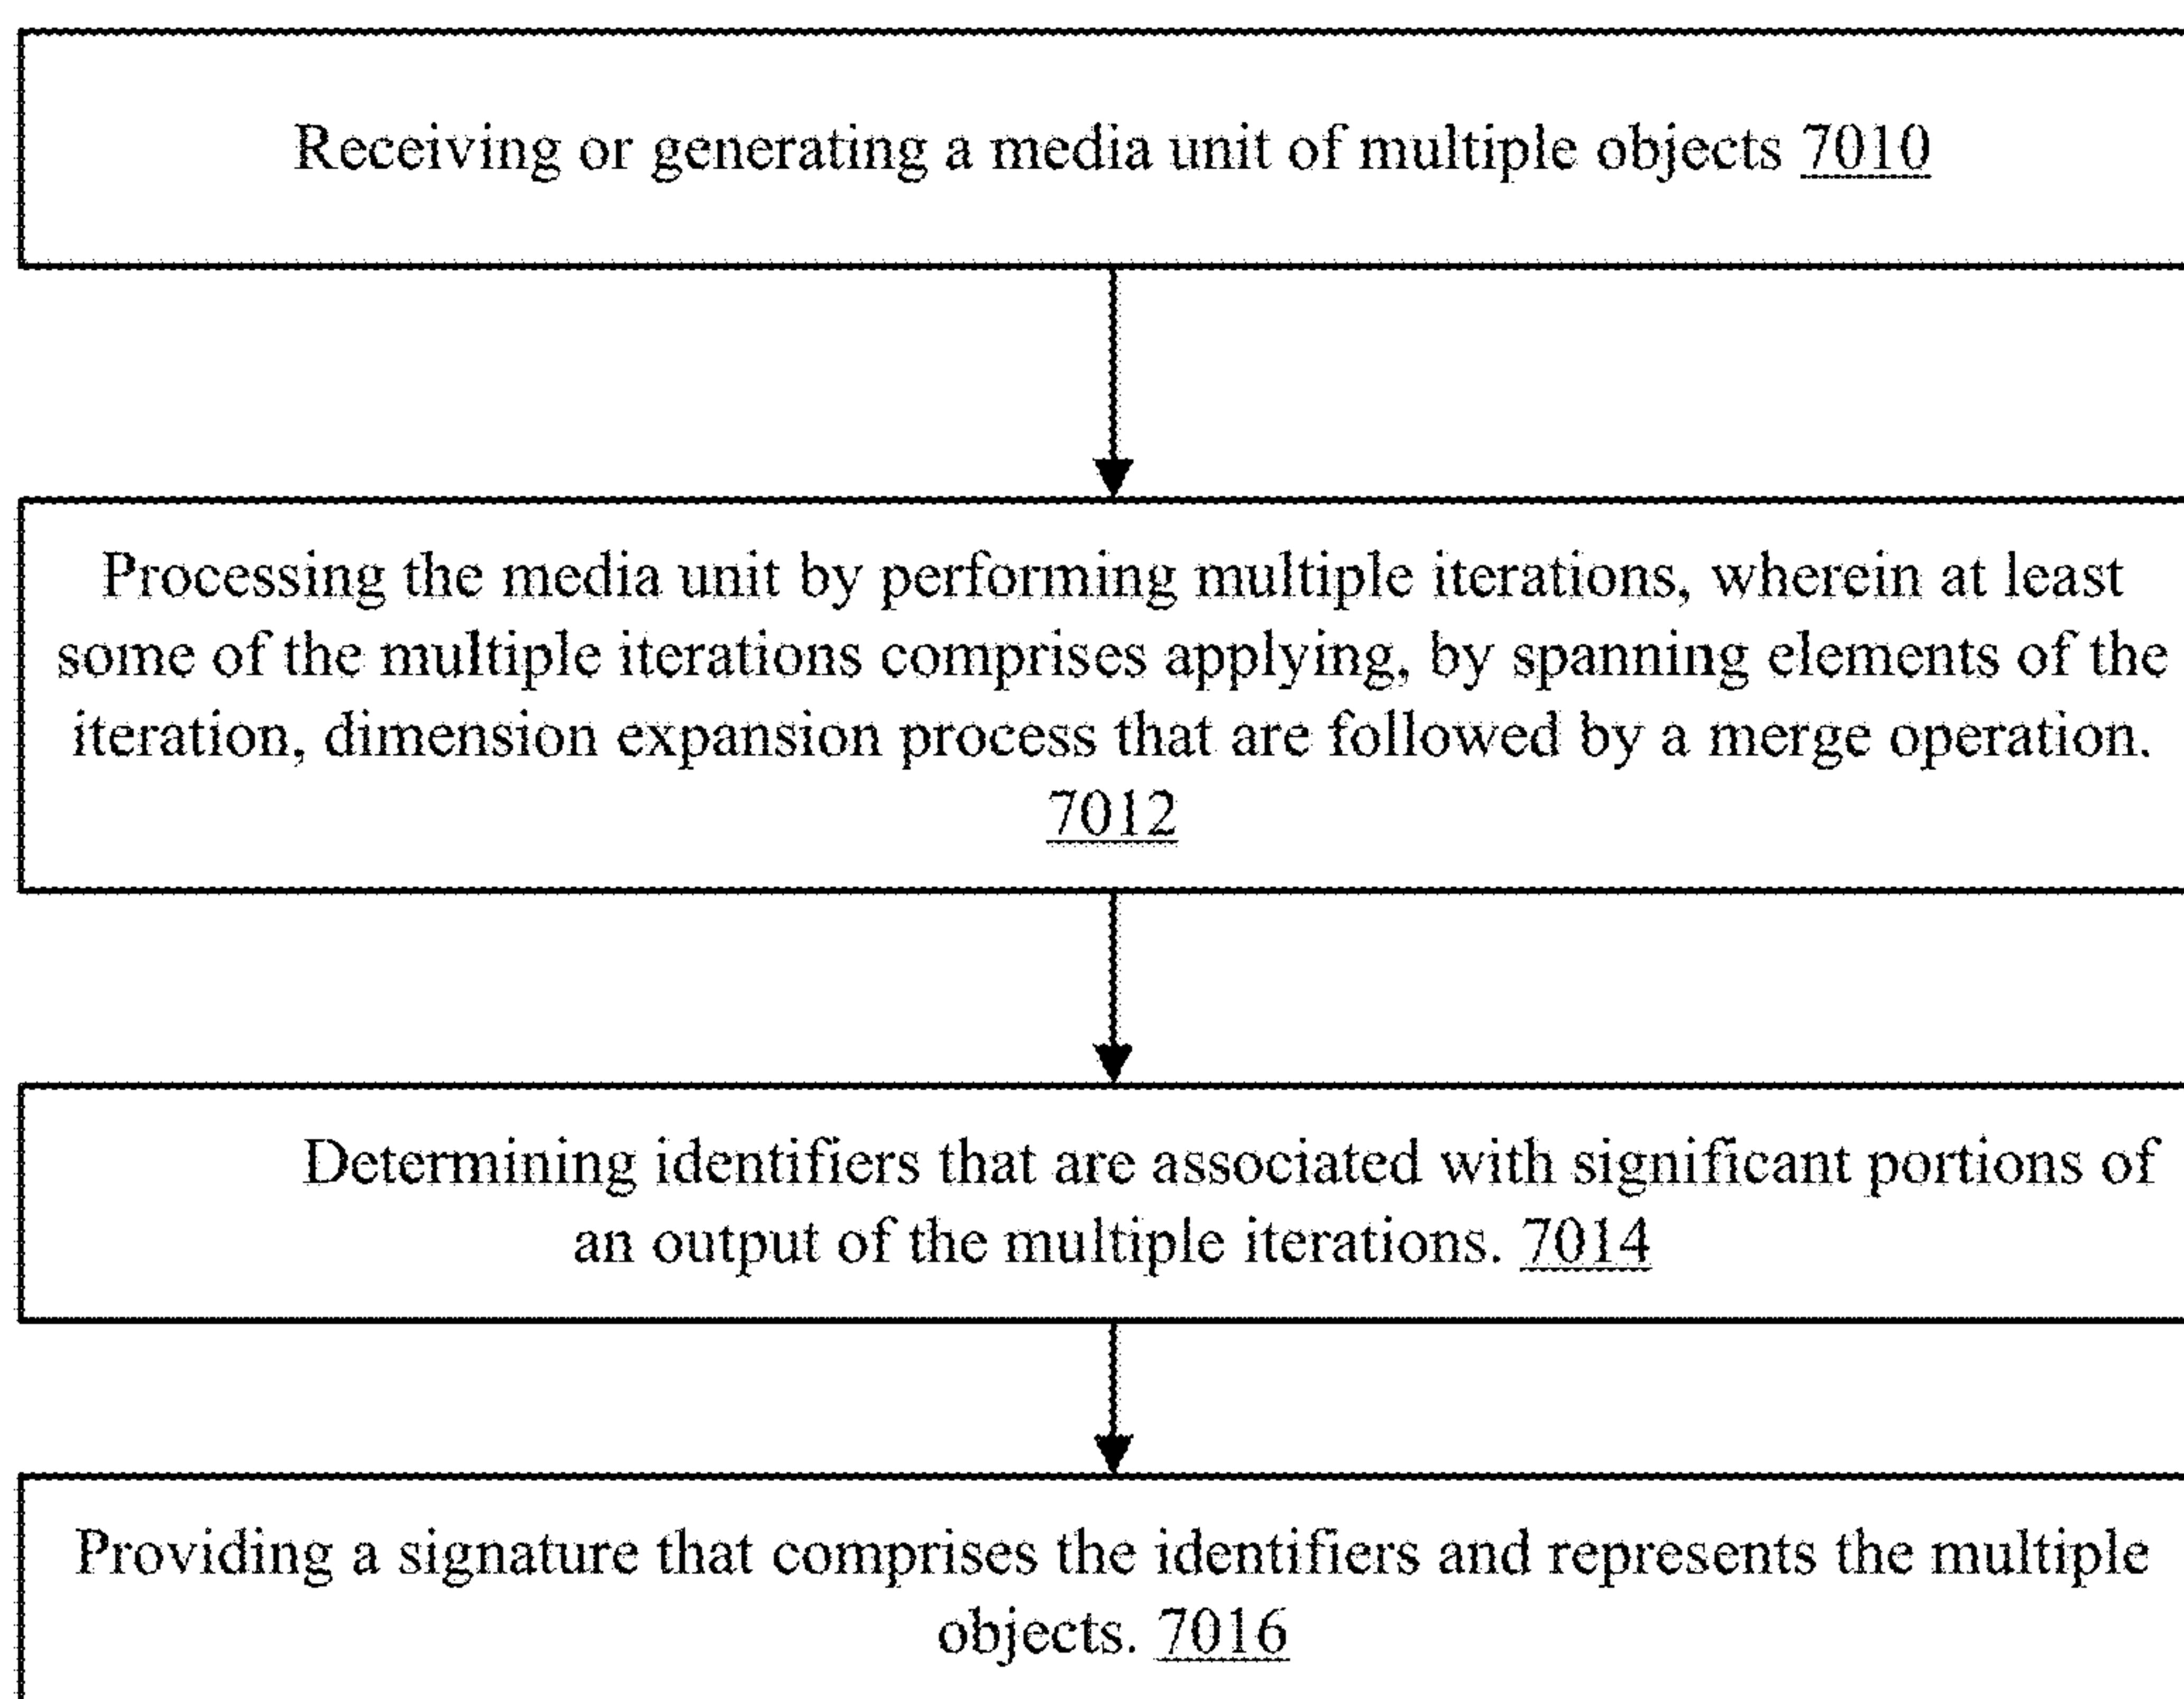 Receiving or generating a media unit of multiple objects 7010
Processing the media unit by performing multiple iterations, wherein at least
some of the multiple iterations comprises applying, by spanning elements of the
iteration, dimension expansion process that are followed by a merge operation.
7012
Determining identifiers that are associated with significant portions of
an output of the multiple iterations. 7014
Providing a signature that comprises the identifiers and represents the multiple
objects. 7016